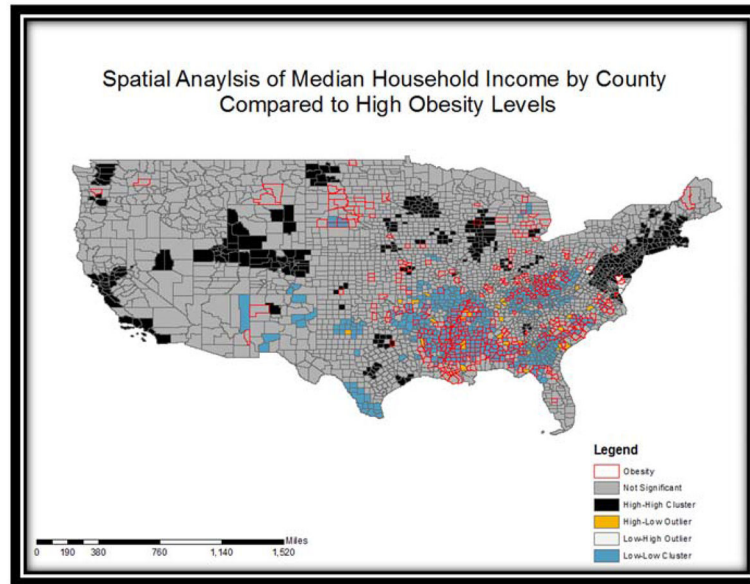 Spatial Anaylsis of Median Household Income by County
Compared to High Obesity Levels
Legend
Obesity
Not Significant
High-High Cluster
High-Low Outlier
Low-High Outlier
Low-Low Cluster
Miles
0 190 380 760 1,140 1,520